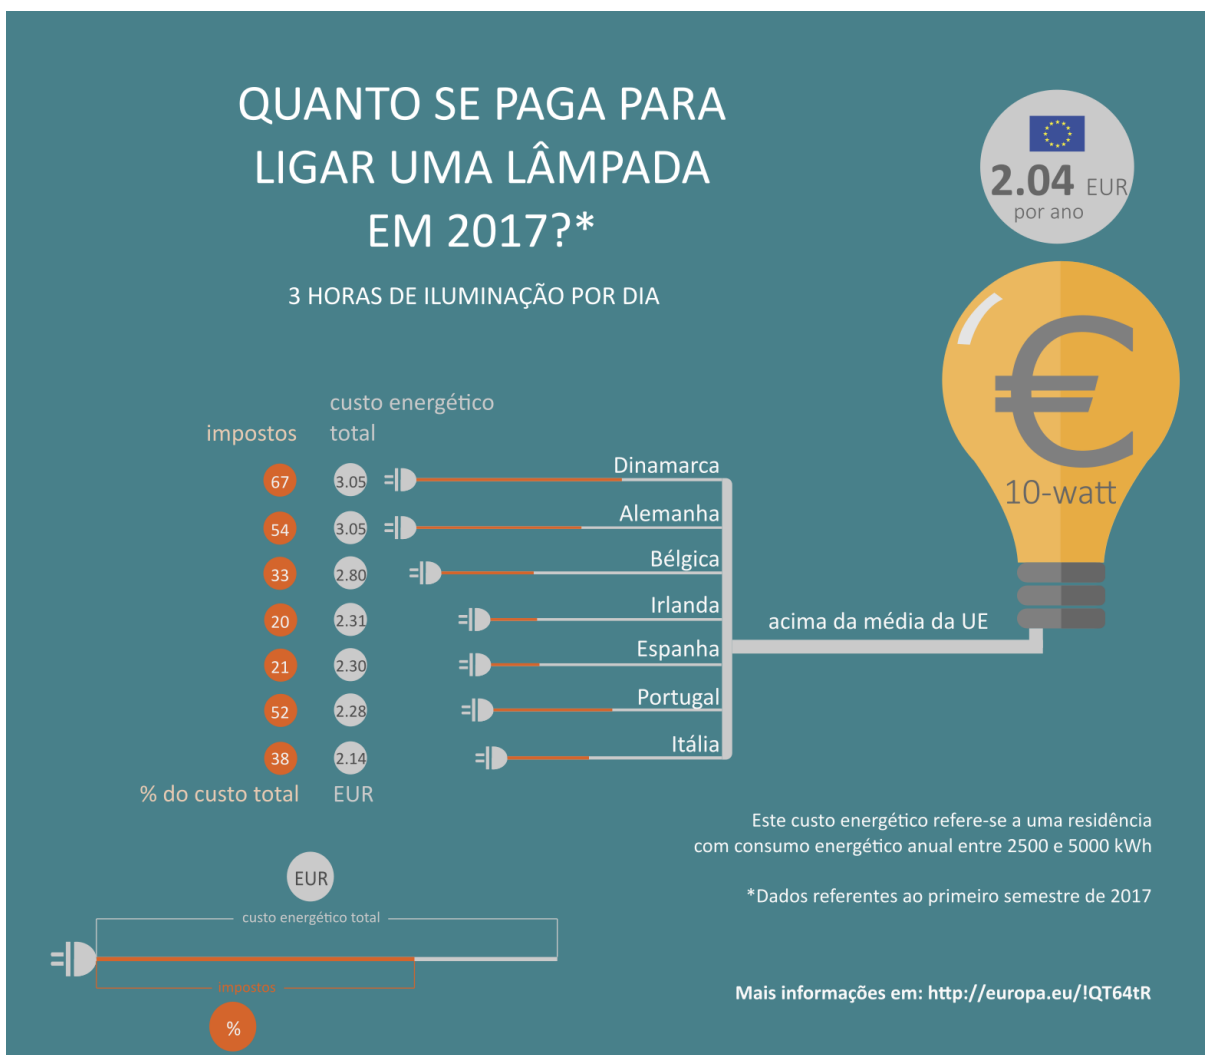 QUANTO SE PAGA PARA
LIGAR UMA LÂMPADA
EM 2017?*
3 HORAS DE ILUMINAÇÃO POR DIA
2.04 EUR
por ano
€
10-watt
custo energético
impostos total
67 3.05 Dinamarca
54 3.05 Alemanha
33 2.80 Bélgica
20 2.31 Irlanda
21 2.30 Espanha
52 2.28 Portugal
38 2.14 Itália
% do custo total EUR
acima da média da UE
Este custo energético refere-se a uma residência
com consumo energético anual entre 2500 e 5000 kWh
*Dados referentes ao primeiro semestre de 2017
EUR
custo energético total
impostos
%
Mais informações em: http://europa.eu/!QT64tR